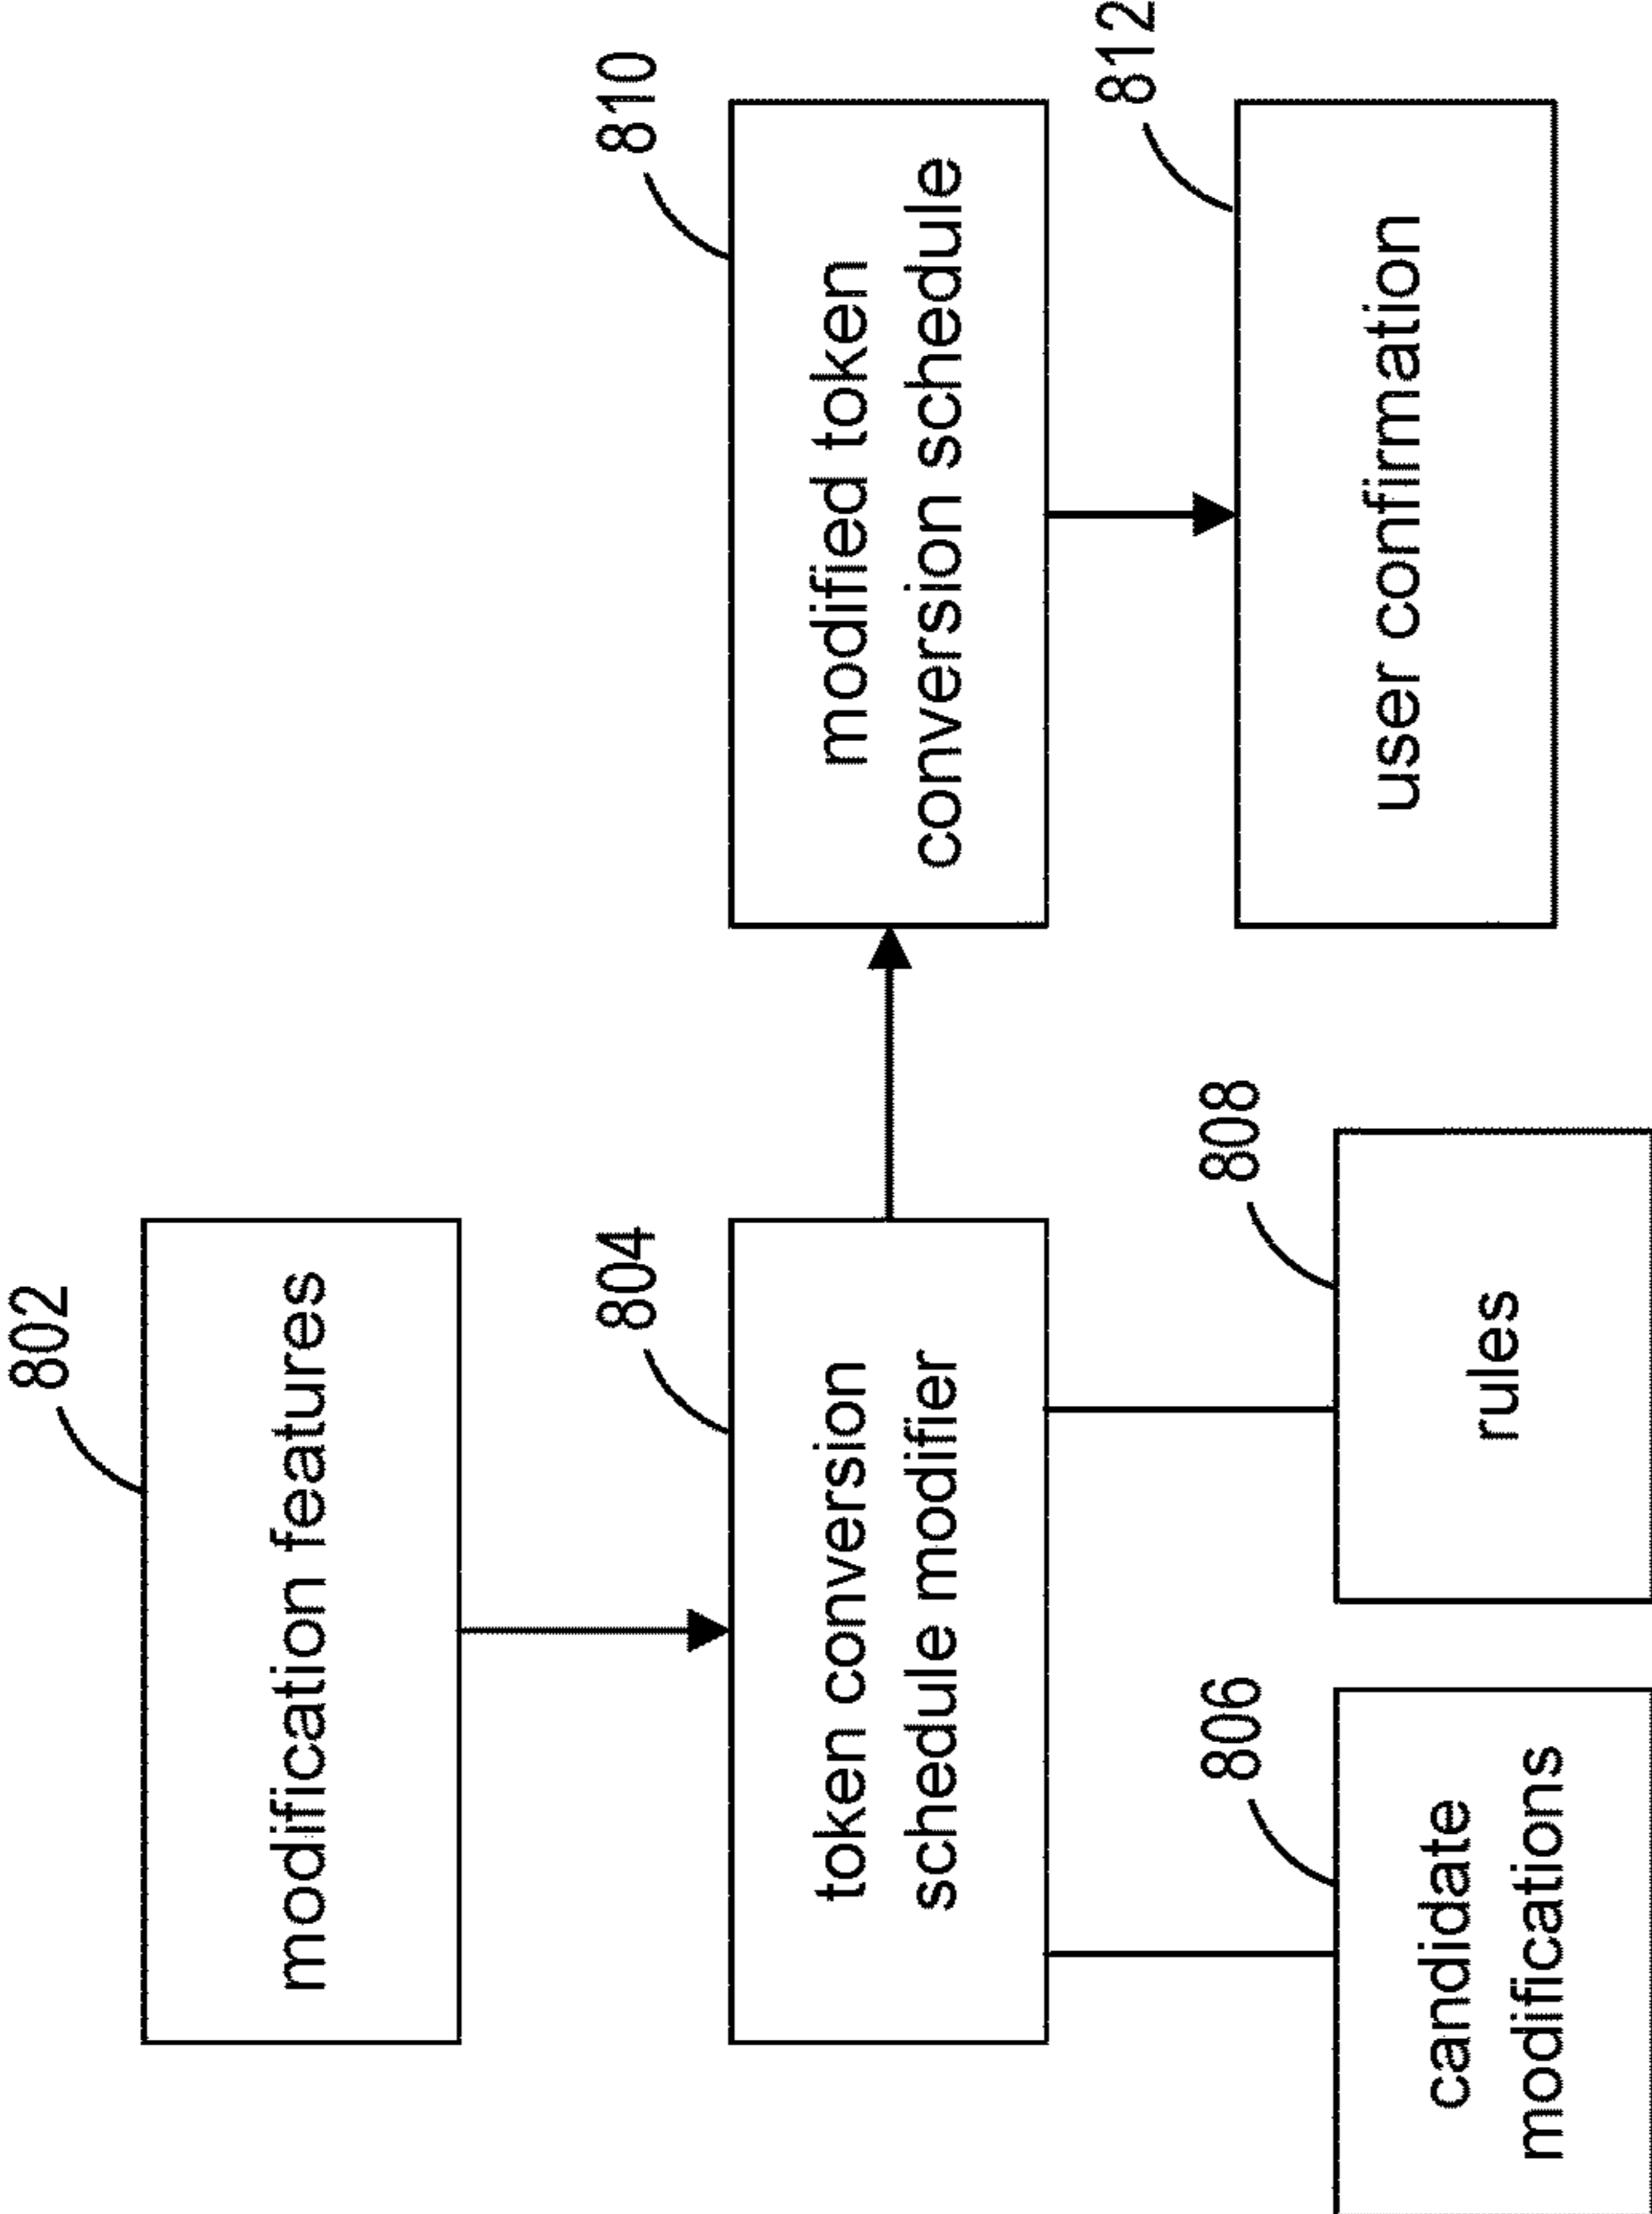 802
modification features
804
token conversion
schedule modifier
806
candidate
modifications
808
rules
810
modified token
conversion schedule
812
user confirmation